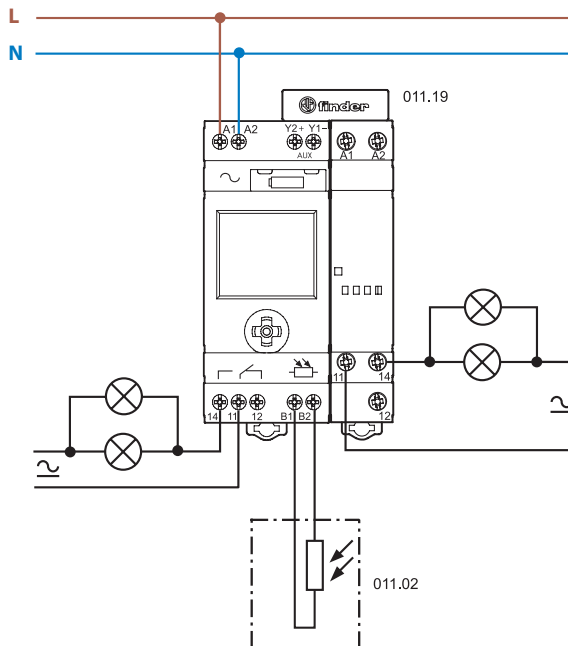 L
N
finder
011.19
A1 A2 Y2+ Y1-
AUX
A1 A2
11 14
12
14 11 12 B1 B2
011.02